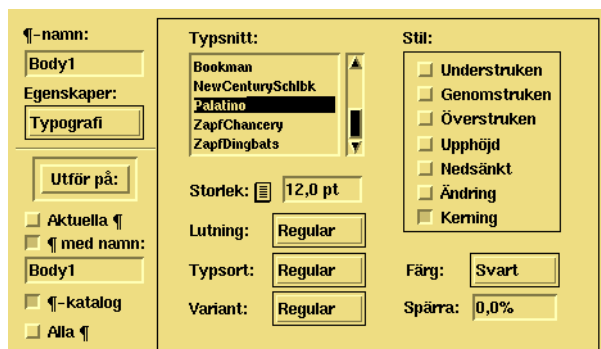 ¶-namn:
Body1
Egenskaper:
Typografi
Utför på:
Aktuella ¶
¶ med namn:
Body1
¶-katalog
Alla ¶
Typsnitt:
Bookman
NewCenturySchlbk
Palatino
ZapfChancery
ZapfDingbats
Storlek: 12,0 pt
Lutning: Regular
Typsort: Regular
Variant: Regular
Stil:
Understruken
Genomstruken
Överstruken
Upphöjd
Nedsänkt
Ändring
Kerning
Färg: Svart
Spärra: 0,0%